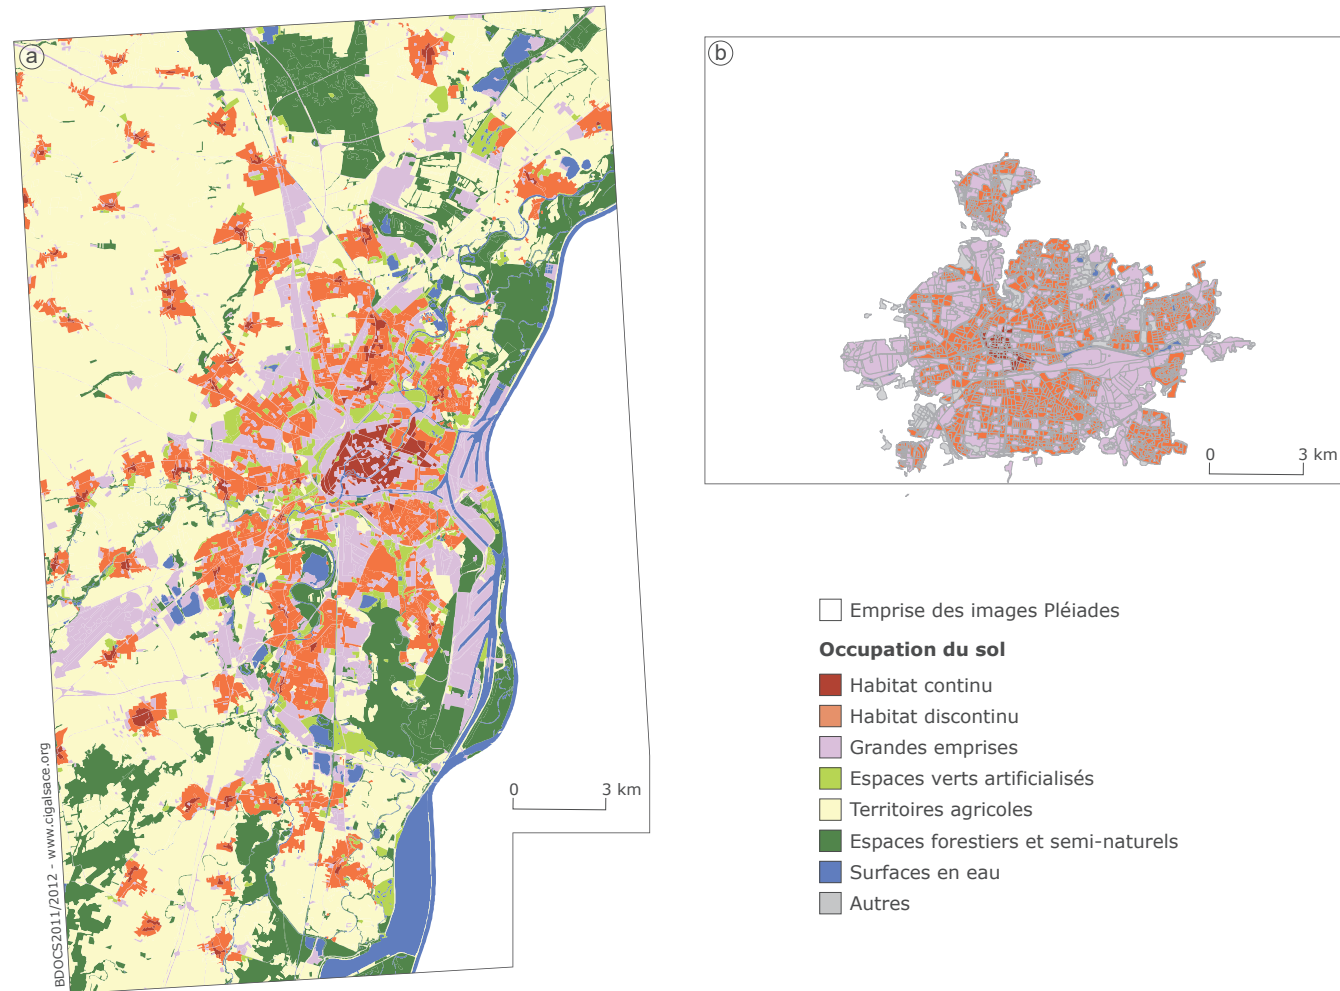 a
b
0 3 km
0 3 km
Emprise des images Pléiades
Occupation du sol
Habitat continu
Habitat discontinu
Grandes emprises
Espaces verts artificialisés
Territoires agricoles
Espaces forestiers et semi-naturels
Surfaces en eau
Autres
BDOCS2011/2012 - www.cigalsace.org